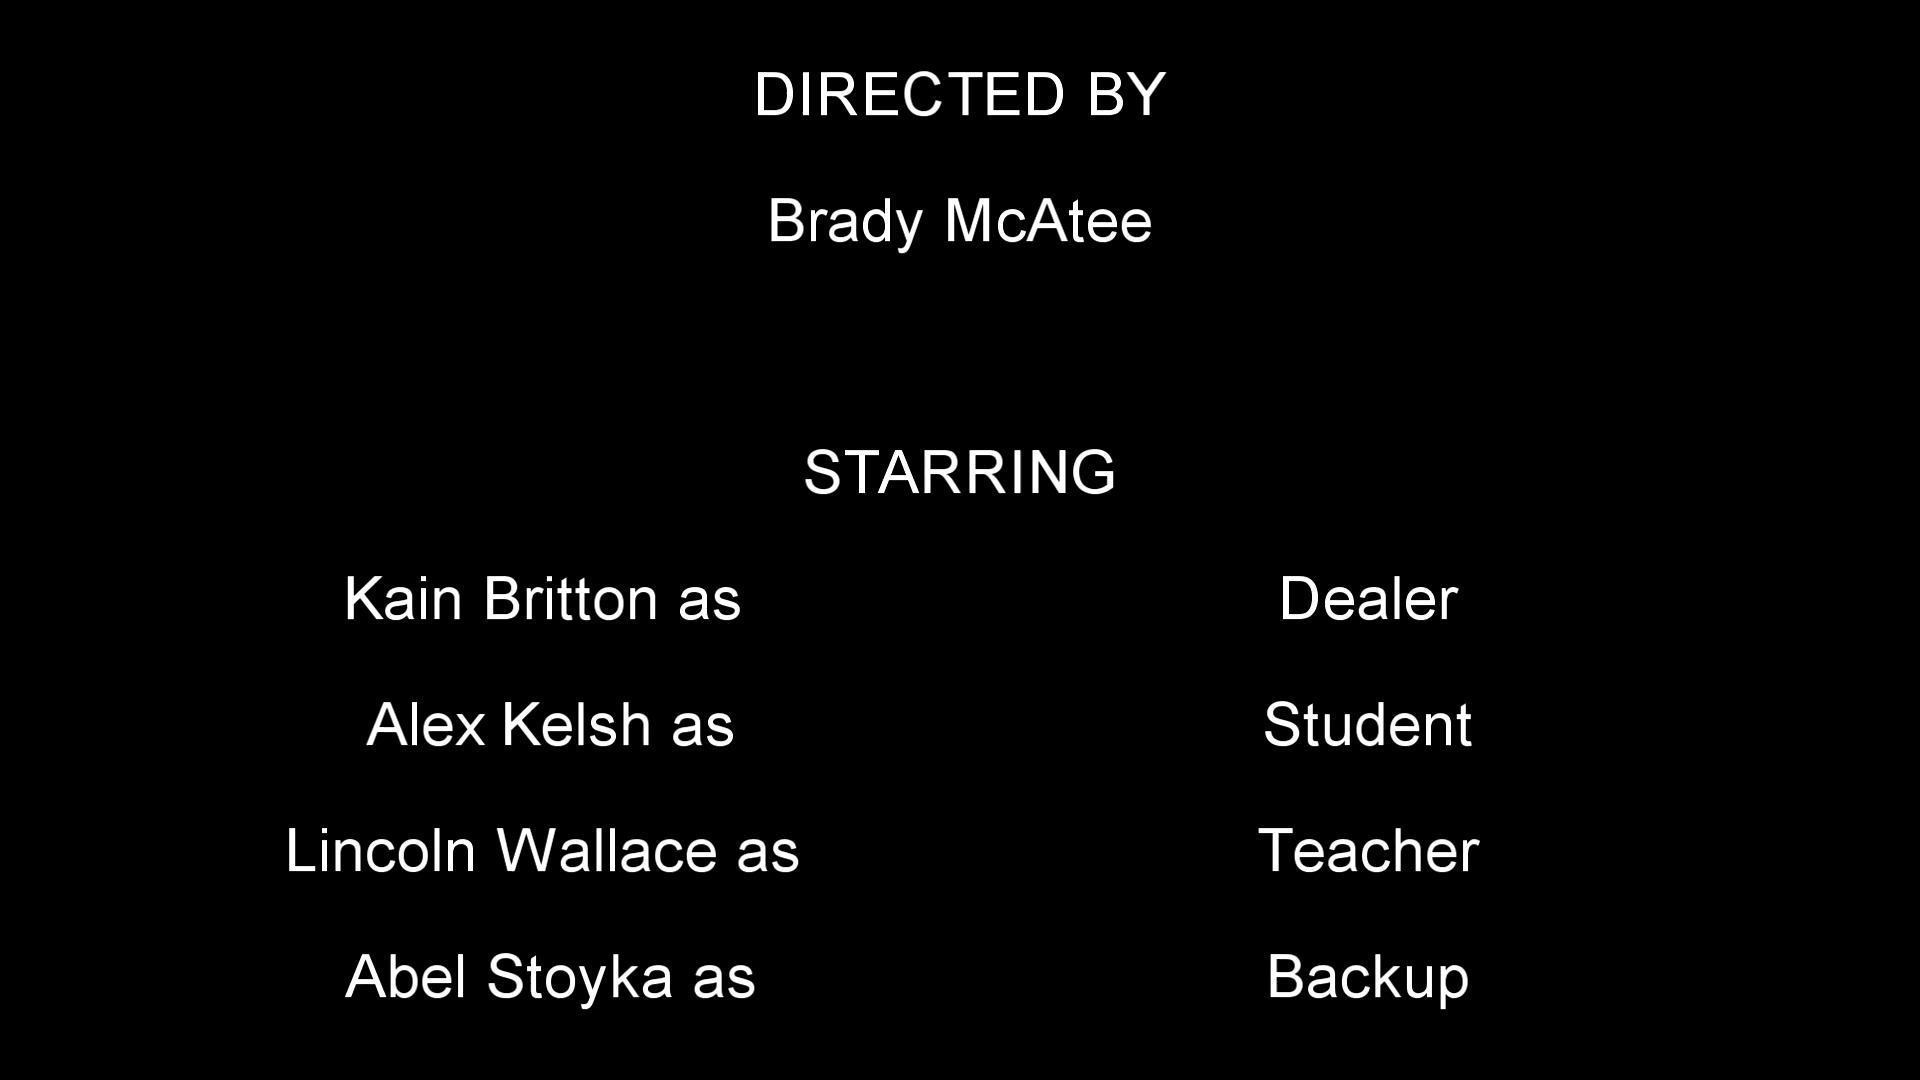 DIRECTED BY
Brady McAtee
STARRING
Kain Britton as Dealer
Alex Kelsh as Student
Lincoln Wallace as Teacher
Abel Stoyka as Backup